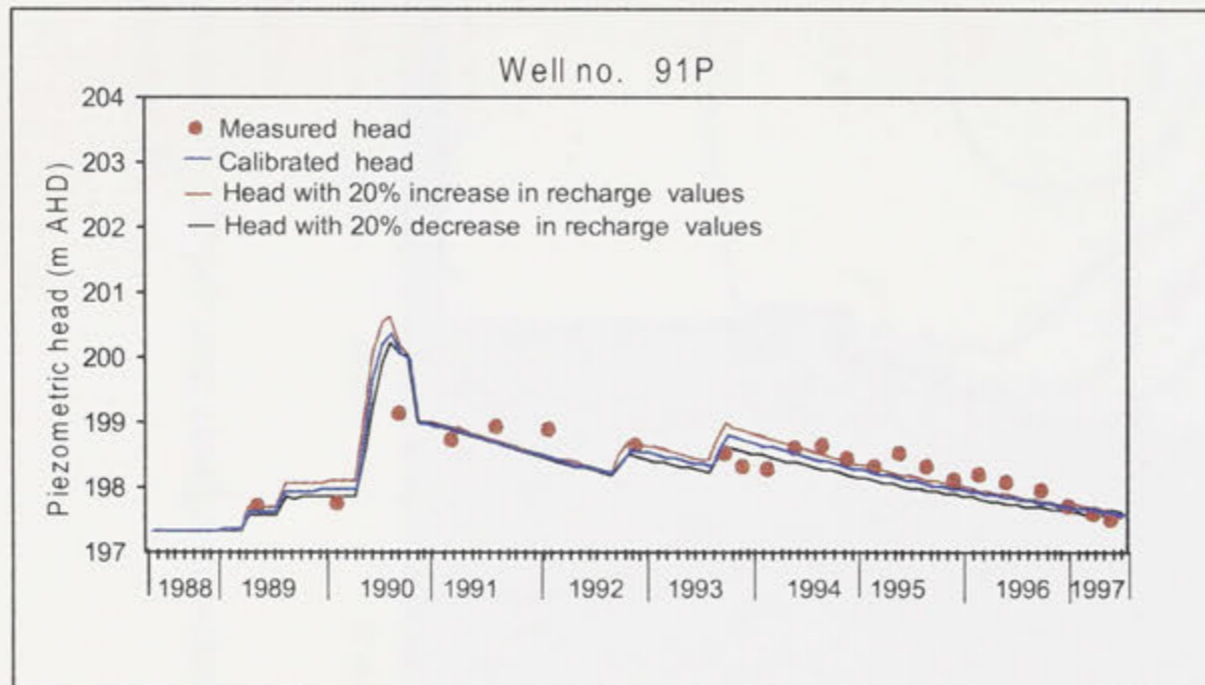 Well no. 91P
204
203
202
201
200
199
198
197
Piezometric head (m AHD)
Measured head
Calibrated head
Head with 20% increase in recharge values
Head with 20% decrease in recharge values
1988 1989 1990 1991 1992 1993 1994 1995 1996 1997